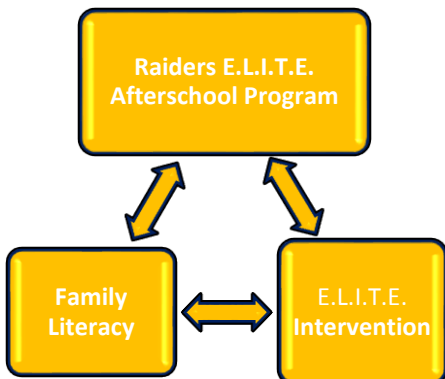 Raiders E.L.I.T.E.
Afterschool Program
Family
Literacy
E.L.I.T.E.
Intervention